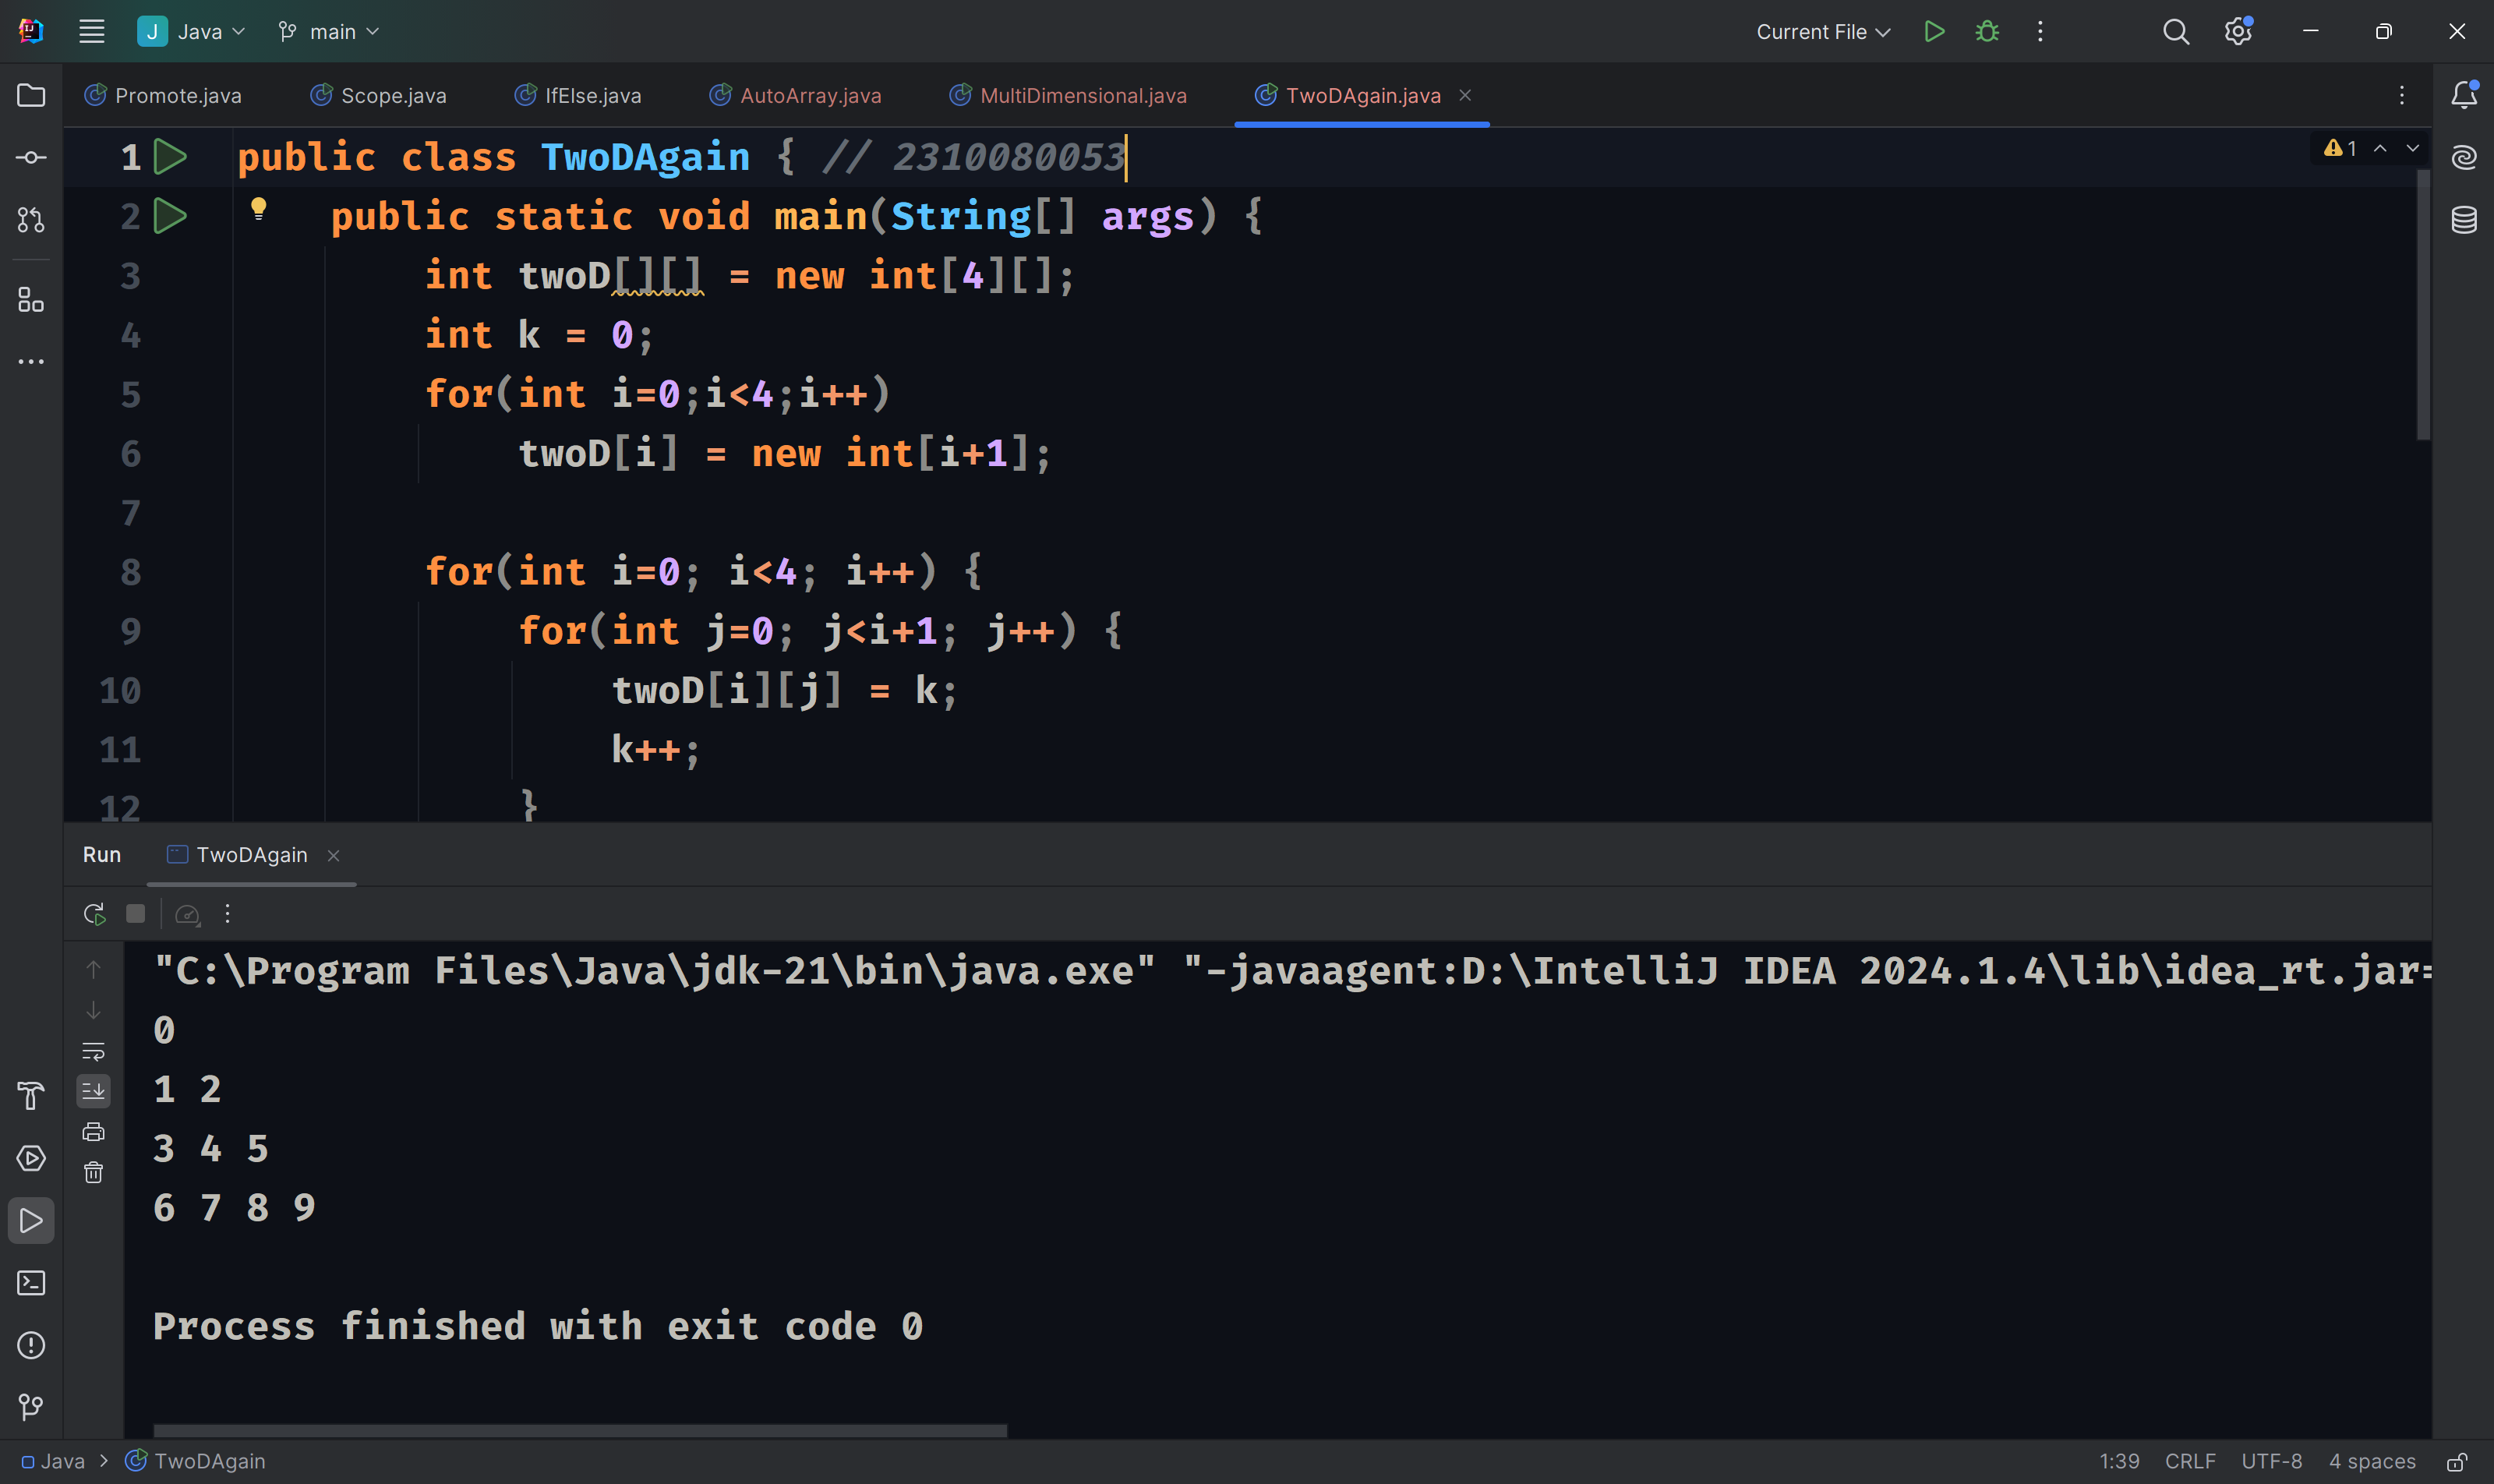 J Java main Current File
Promote.java Scope.java IfElse.java AutoArray.java MultiDimensional.java TwoDAgain.java
1 public class TwoDAgain { // 2310080053
1
2 public static void main(String[] args) {
3 int twoD[][] = new int[4][];
4 int k = 0;
5 for(int i=0;i<4;i++)
6 twoD[i] = new int[i+1];
7
8 for(int i=0; i<4; i++) {
9 for(int j=0; j<i+1; j++) {
10 twoD[i][j] = k;
11 k++;
12 }
Run TwoDAgain
"C:\Program Files\Java\jdk-21\bin\java.exe" "-javaagent:D:\IntelliJ IDEA 2024.1.4\lib\idea_rt.jar=
0
1 2
3 4 5
6 7 8 9
Process finished with exit code 0
Java > TwoDAgain 1:39 CRLF UTF-8 4 spaces